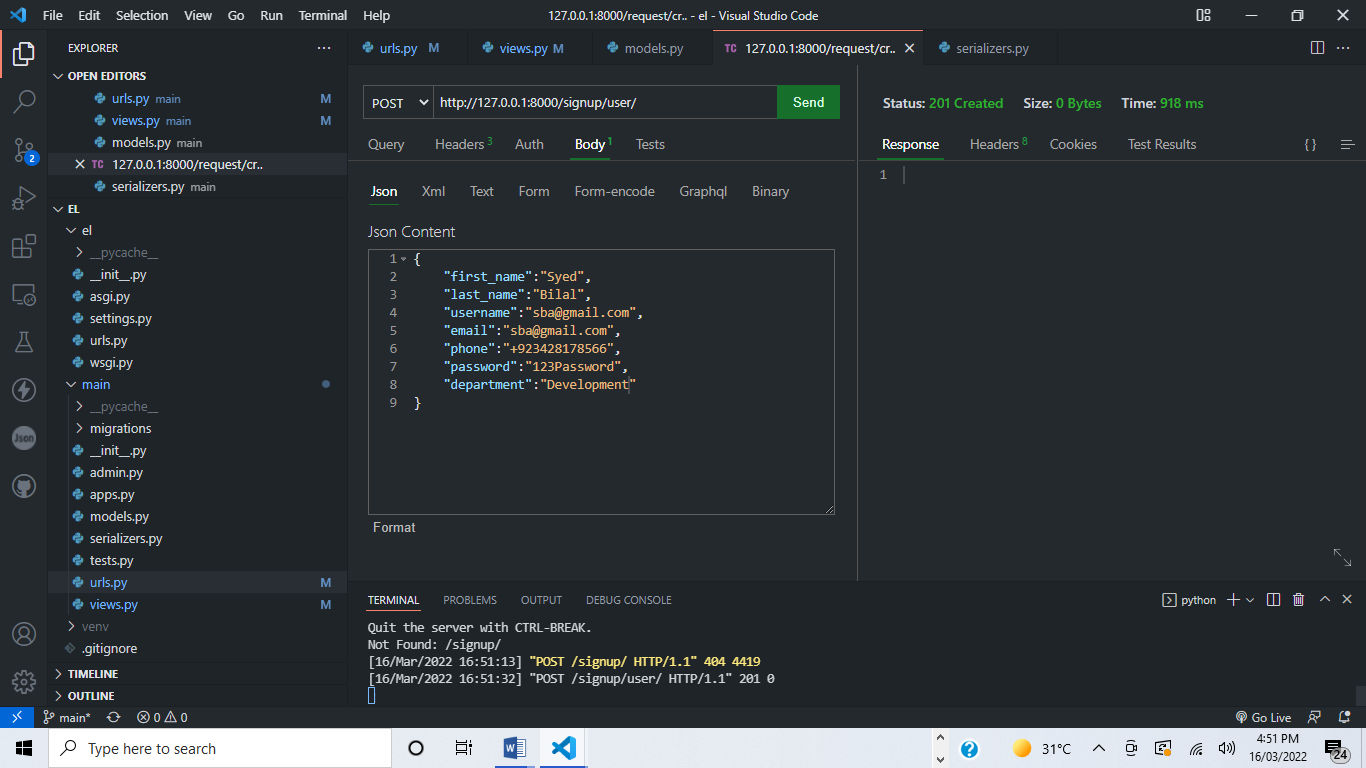 File Edit Selection View Go Run Terminal Help 127.0.0.1:8000/request/cr.. - el - Visual Studio Code
EXPLORER
OPEN EDITORS
urls.py main M
views.py main M
models.py main
TC 127.0.0.1:8000/request/cr..
serializers.py main
EL
el
__pycache__
__init__.py
asgi.py
settings.py
urls.py
wsgi.py
main
__pycache__
migrations
__init__.py
admin.py
apps.py
models.py
serializers.py
tests.py
urls.py M
views.py M
venv
.gitignore
TIMELINE
OUTLINE
2
Json
urls.py M views.py M models.py TC 127.0.0.1:8000/request/cr.. serializers.py
POST http://127.0.0.1:8000/signup/user/ Send
Query Headers 3 Auth Body 1 Tests
Json Xml Text Form Form-encode Graphql Binary
Json Content
1 {
2 "first_name":"Syed",
3 "last_name":"Bilal",
4 "username":"sba@gmail.com",
5 "email":"sba@gmail.com",
6 "phone":"+923428178566",
7 "password":"123Password",
8 "department":"Development"
9 }
Format
Status: 201 Created Size: 0 Bytes Time: 918 ms
Response Headers 8 Cookies Test Results { }
1
TERMINAL PROBLEMS OUTPUT DEBUG CONSOLE python
Quit the server with CTRL-BREAK.
Not Found: /signup/
[16/Mar/2022 16:51:13] "POST /signup/ HTTP/1.1" 404 4419
[16/Mar/2022 16:51:32] "POST /signup/user/ HTTP/1.1" 201 0
main* 0 0 Go Live
Type here to search W 31°C 4:51 PM
16/03/2022
24